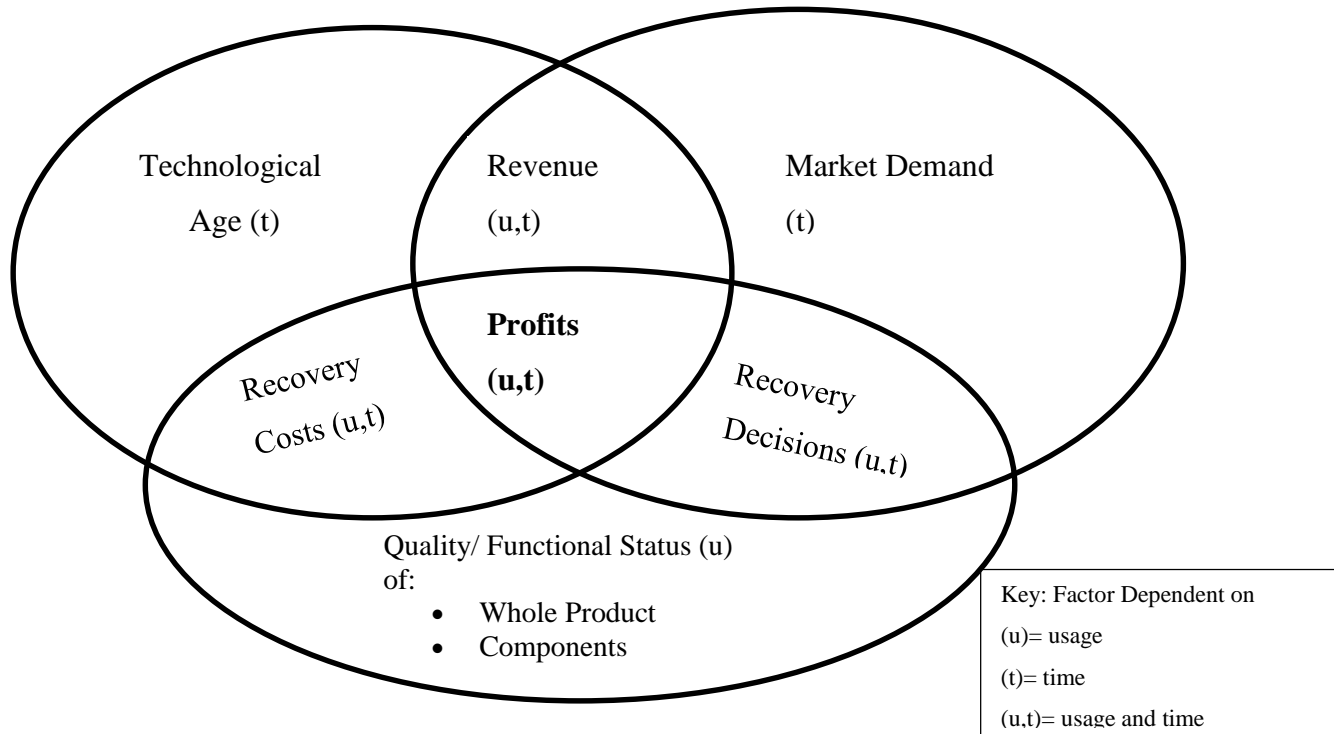 Technological
Age (t)
Revenue
(u,t)
Market Demand
(t)
Profits
(u,t)
Recovery
Costs (u,t)
Recovery
Decisions (u,t)
Quality/ Functional Status (u)
of:
• Whole Product
• Components
Key: Factor Dependent on
(u)= usage
(t)= time
(u,t)= usage and time